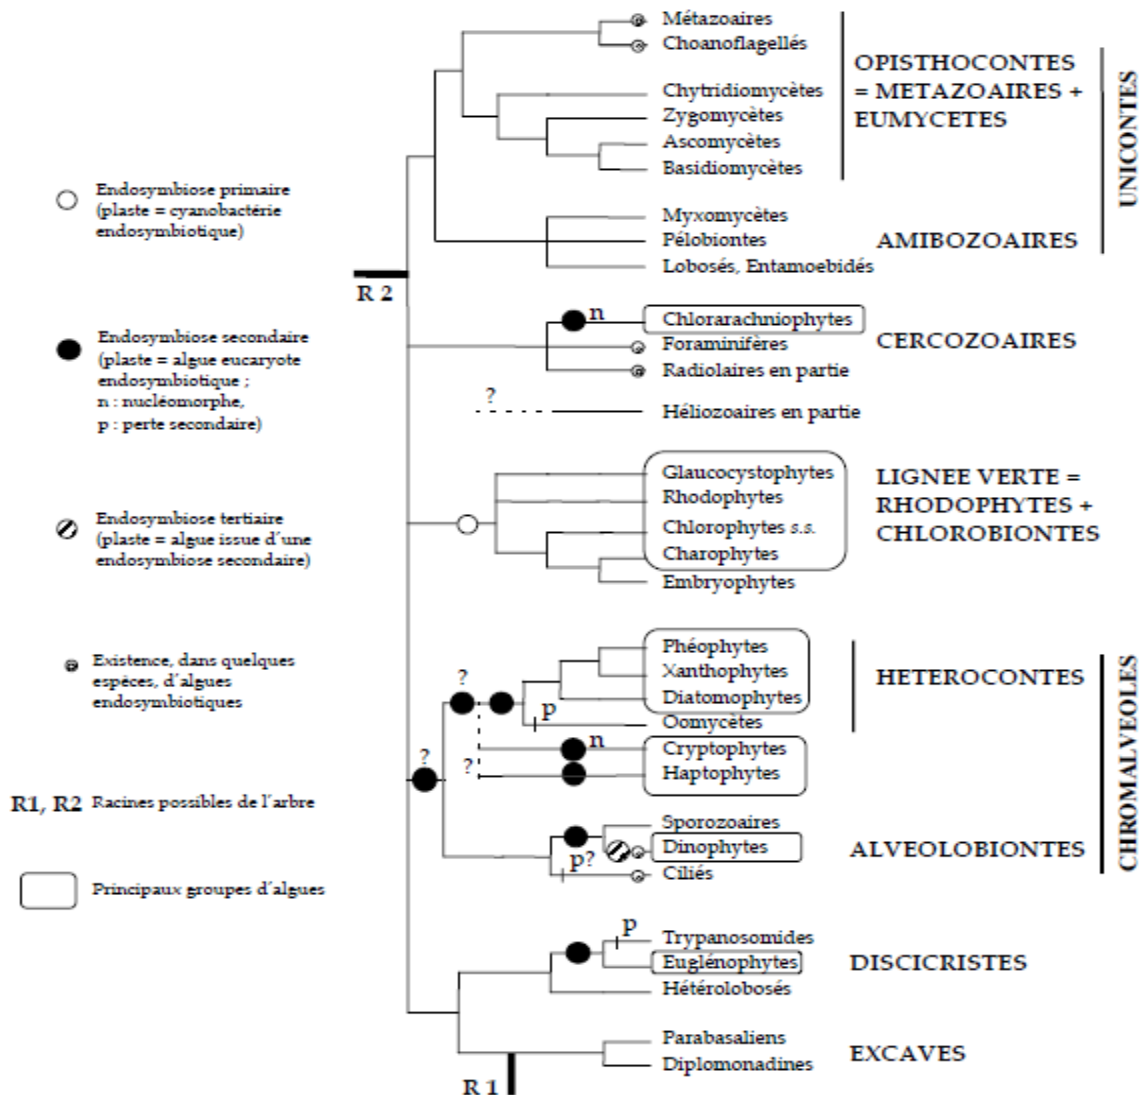 Métazoaires
Choanoflagellés
Chytridiomycètes
Zygomycètes
Ascomycètes
Basidiomycètes
OPISTHOCONTES
= METAZOAIRES +
EUMYCETES
UNICONTES
Myxomycètes
Pélobiontes
Lobosés, Entamoebidés
AMIBOZOAIRES
Endosymbiose primaire
(plaste = cyanobactérie
endosymbiotique)
R 2
n
Chlorarachniophytes
Foraminifères
Radiolaires en partie
CERCOZOAIRES
?
Héliozoaires en partie
Endosymbiose secondaire
(plaste = algue eucaryote
endosymbiotique ;
n : nucléomorphe,
p : perte secondaire)
Glaucocystophytes
Rhodophytes
Chlorophytes s.s.
Charophytes
Embryophytes
LIGNEE VERTE =
RHODOPHYTES +
CHLOROBIONTES
Endosymbiose tertiaire
(plaste = algue issue d'une
endosymbiose secondaire)
Existence, dans quelques
espèces, d'algues
endosymbiotiques
?
Phéophytes
Xanthophytes
Diatomophytes
p
Oomycètes
HETEROCONTES
?
?
n
Cryptophytes
Haptophytes
CHROMALVEOLES
R1, R2 Racines possibles de l'arbre
Sporozoaires
Dinophytes
p?
Ciliés
ALVEOLOBIONTES
Principaux groupes d'algues
p
Trypanosomides
Euglénophytes
Hétérolobosés
DISCICRISTES
Parabasaliens
Diplomonadines
EXCAVES
R 1